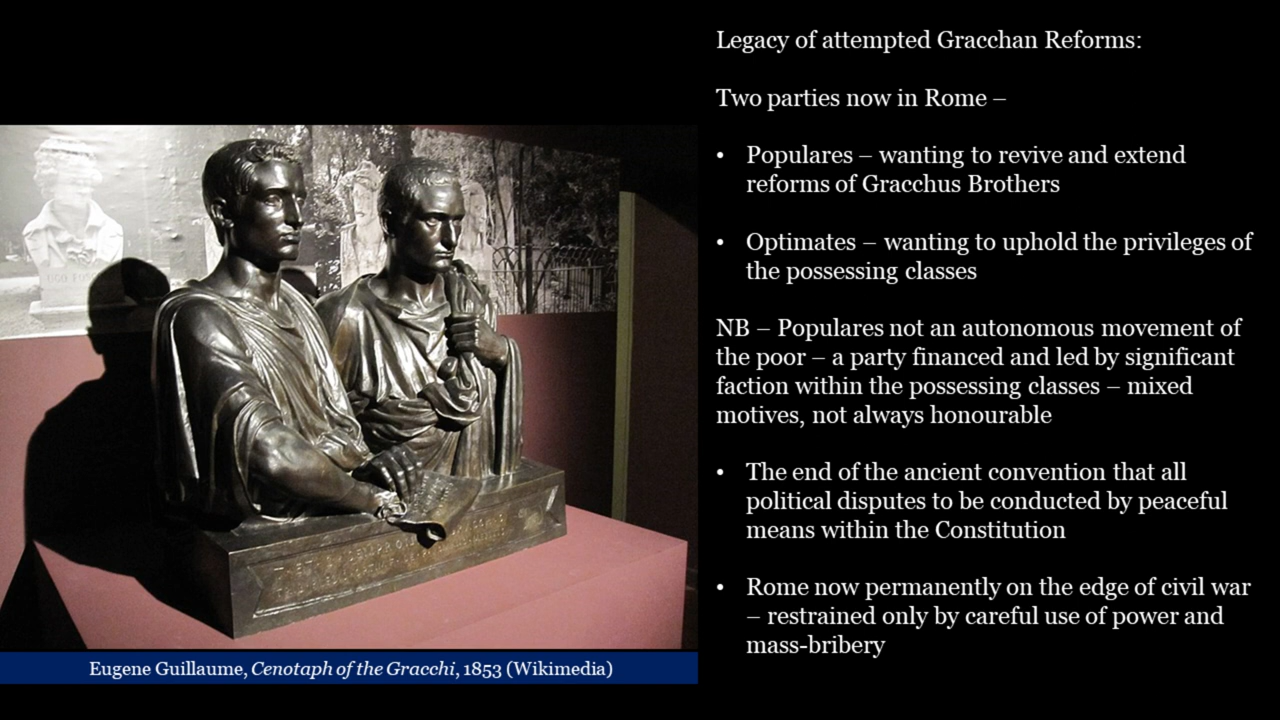 Legacy of attempted Gracchan Reforms:
Two parties now in Rome –
• Populares – wanting to revive and extend
reforms of Gracchus Brothers
• Optimates – wanting to uphold the privileges of
the possessing classes
NB – Populares not an autonomous movement of
the poor – a party financed and led by significant
faction within the possessing classes – mixed
motives, not always honourable
• The end of the ancient convention that all
political disputes to be conducted by peaceful
means within the Constitution
• Rome now permanently on the edge of civil war
– restrained only by careful use of power and
mass-bribery
Eugene Guillaume, Cenotaph of the Gracchi, 1853 (Wikimedia)